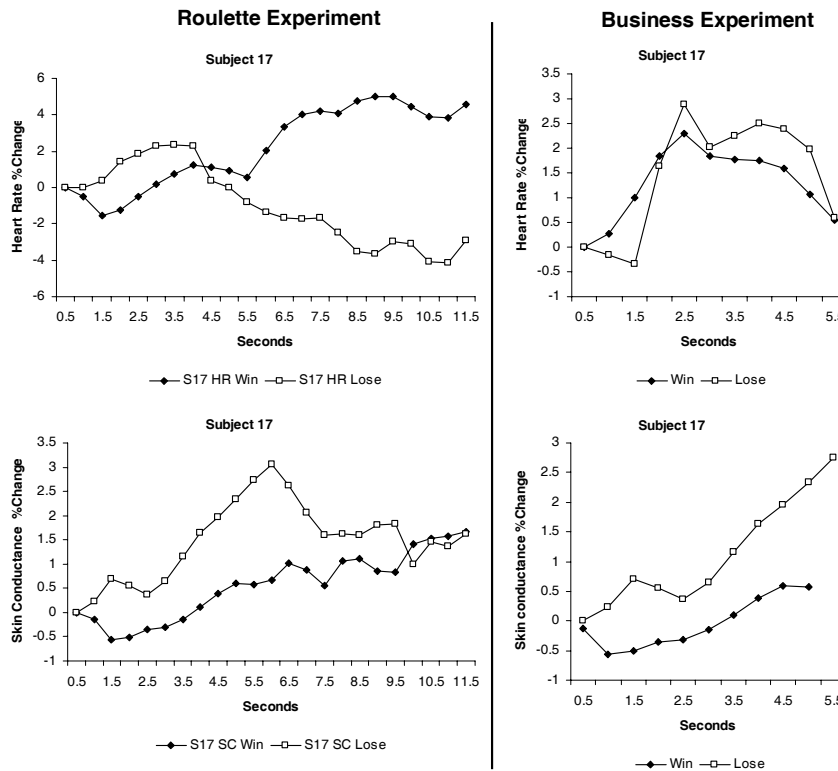 Roulette Experiment
Business Experiment
Subject 17
Heart Rate %Change
6
4
2
0
-2
-4
-6
0.5 1.5 2.5 3.5 4.5 5.5 6.5 7.5 8.5 9.5 10.5 11.5
Seconds
S17 HR Win S17 HR Lose
Subject 17
Heart Rate %Change
3.5
3
2.5
2
1.5
1
0.5
0
-0.5
-1
0.5 1.5 2.5 3.5 4.5 5.5
Seconds
Win Lose
Subject 17
Skin Conductance %Change
3.5
3
2.5
2
1.5
1
0.5
0
-0.5
-1
0.5 1.5 2.5 3.5 4.5 5.5 6.5 7.5 8.5 9.5 10.5 11.5
Seconds
S17 SC Win S17 SC Lose
Subject 17
Skin conductance %Change
3
2.5
2
1.5
1
0.5
0
-0.5
-1
0.5 1.5 2.5 3.5 4.5 5.5
Seconds
Win Lose